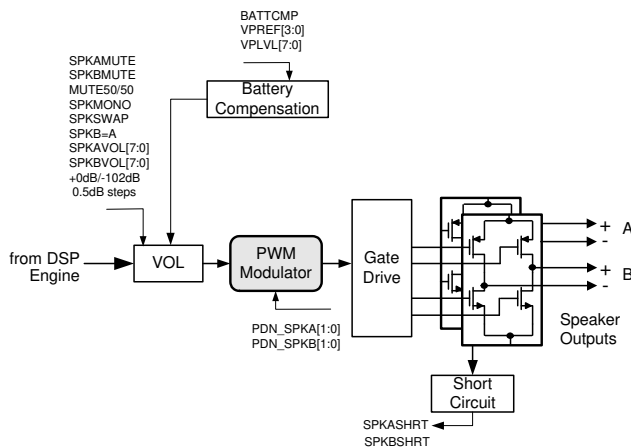 BATTCMP
VPREF[3:0]
VPLVL[7:0]
SPKAMUTE
SPKBMUTE
MUTE50/50
SPKMONO
SPKSWAP
SPKB=A
SPKAVOL[7:0]
SPKBVOL[7:0]
+0dB/-102dB
0.5dB steps
Battery
Compensation
from DSP
Engine
VOL
PWM
Modulator
Gate
Drive
+
A
-
+
B
-
PDN_SPKA[1:0]
PDN_SPKB[1:0]
Speaker
Outputs
Short
Circuit
SPKASHRT
SPKBSHRT